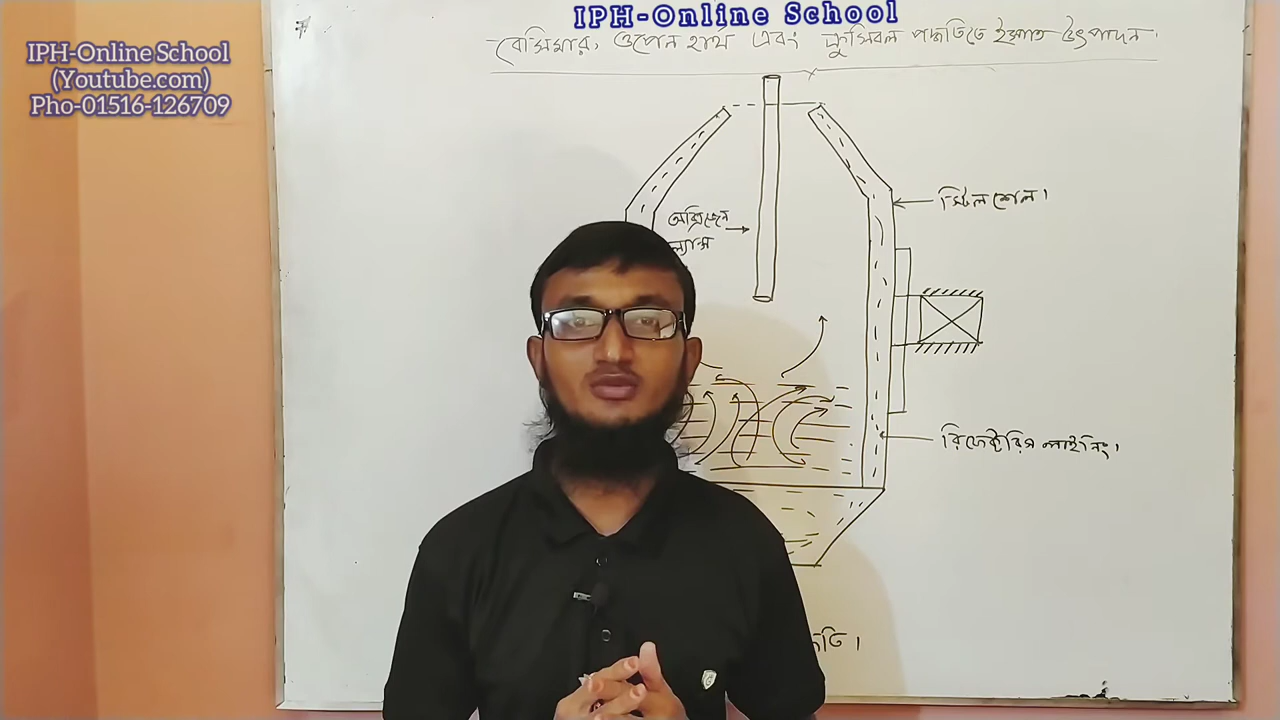 IPH-Online School
IPH-Online School
(Youtube.com)
Pho-01516-126709
বেসিমার, ওপেন হার্থ এবং ক্রুসিবল পদ্ধতিতে ইস্পাত উৎপাদন।
স্টিল শেল।
অক্সিজেন
ল্যান্স
রিফেক্টরিস লাইনিং।